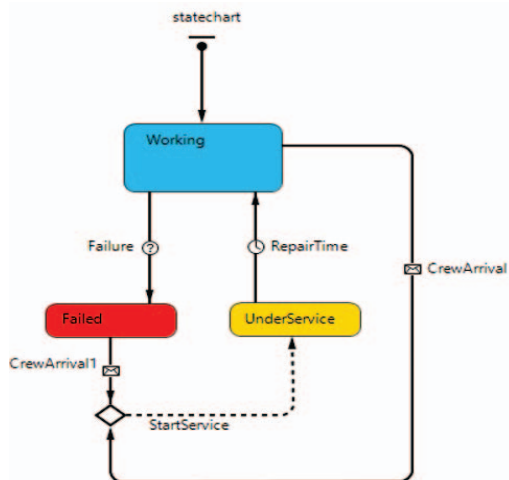 statechart
Working
Failure
?
RepairTime
CrewArrival
Failed
UnderService
CrewArrival1
StartService